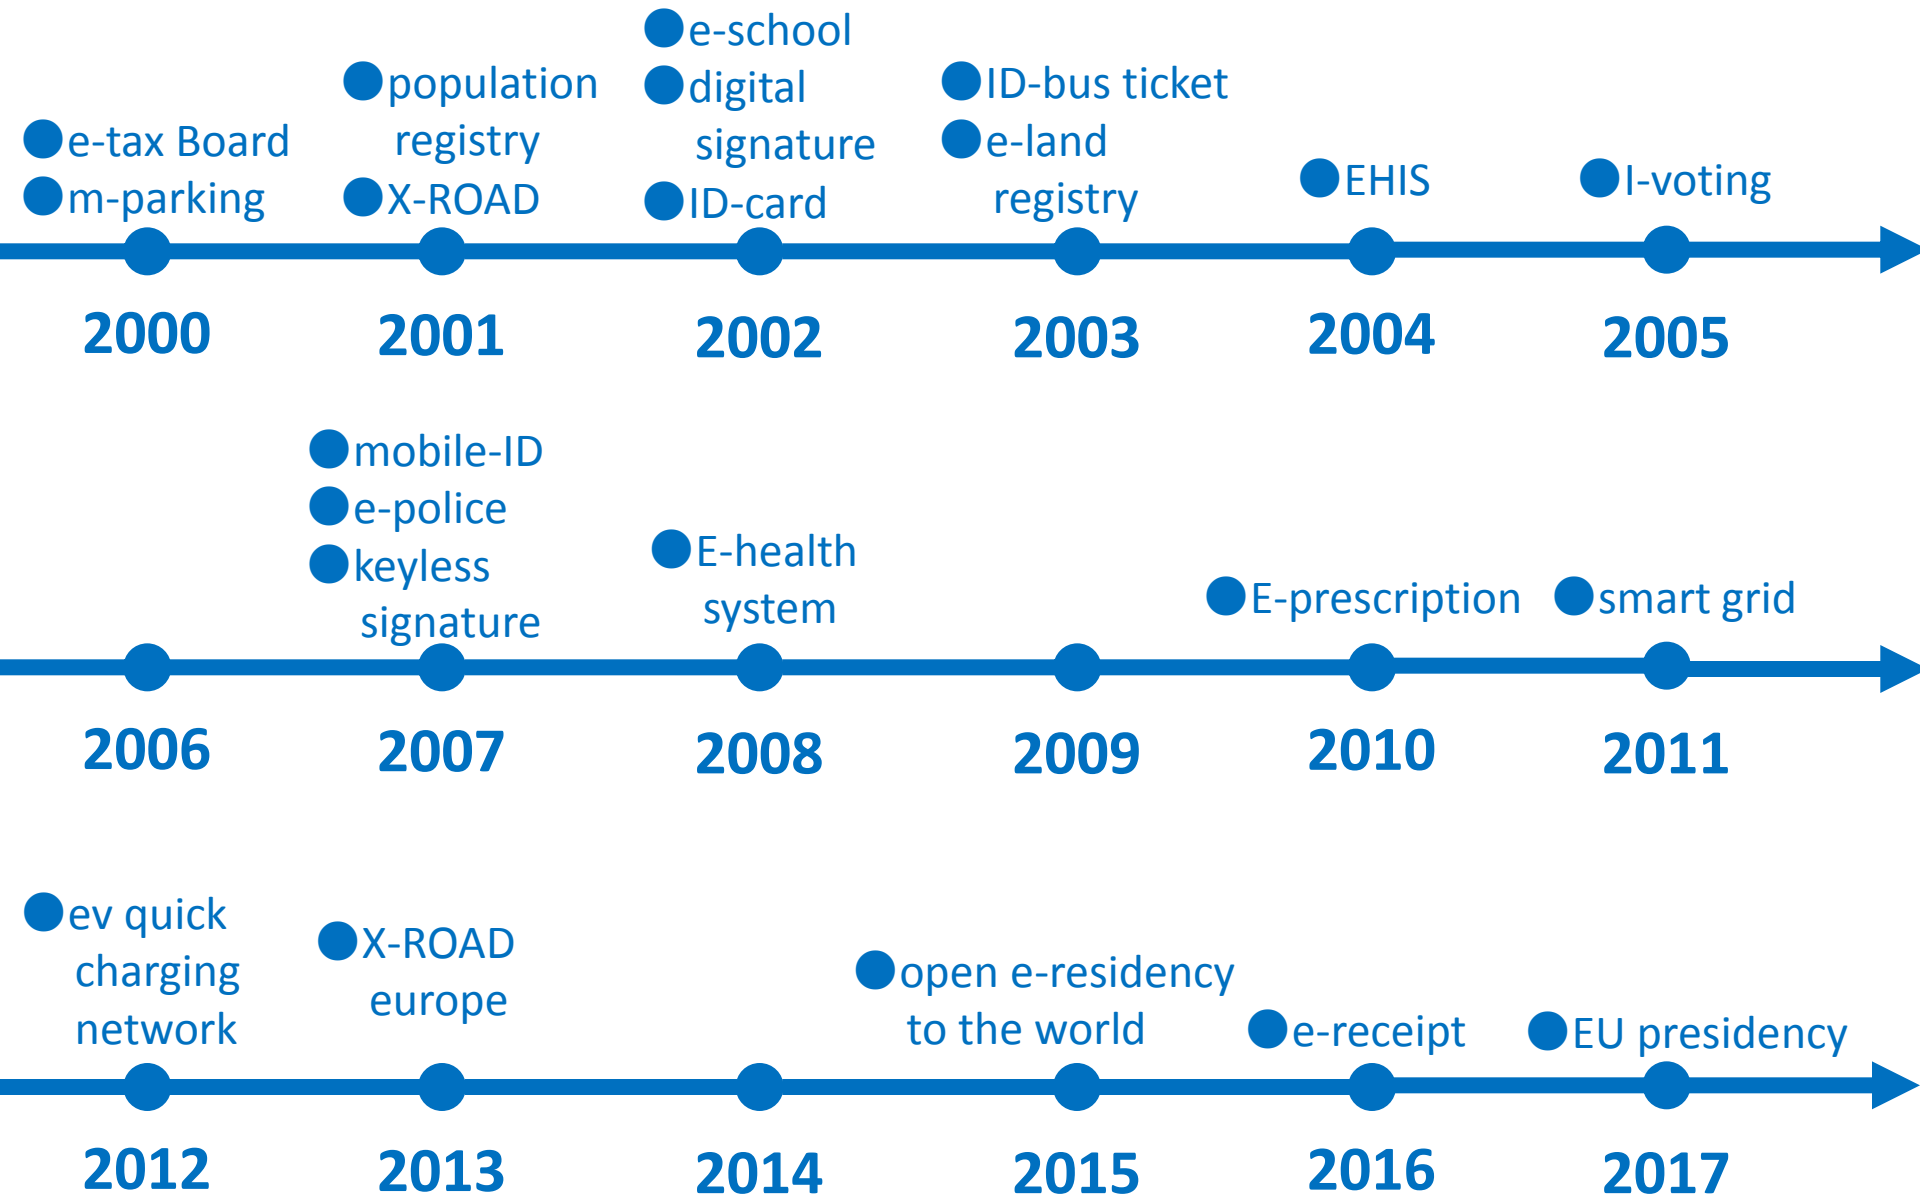 ● e-tax Board
● m-parking
● population
registry
● X-ROAD
● e-school
● digital
signature
● ID-card
● ID-bus ticket
● e-land
registry
● EHIS
● I-voting
2000 2001 2002 2003 2004 2005
● mobile-ID
● e-police
● keyless
signature
● E-health
system
● E-prescription
● smart grid
2006 2007 2008 2009 2010 2011
● ev quick
charging
network
● X-ROAD
europe
● open e-residency
to the world
● e-receipt
● EU presidency
2012 2013 2014 2015 2016 2017